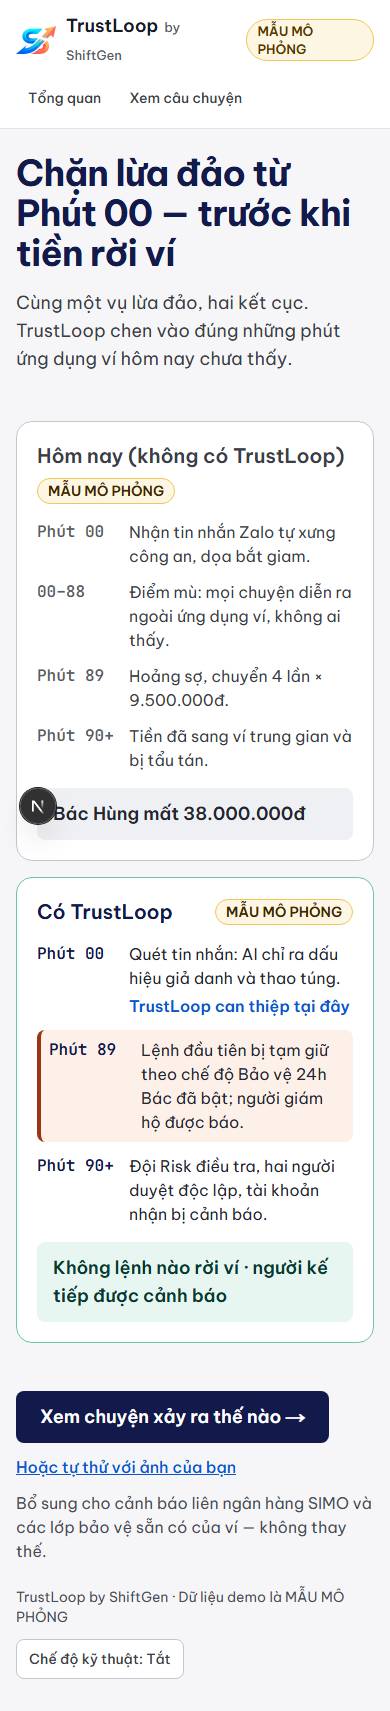 TrustLoop by
ShiftGen
MẪU MÔ
PHỎNG
Tổng quan
Xem câu chuyện
Chặn lừa đảo từ
Phút 00 — trước khi
tiền rời ví
Cùng một vụ lừa đảo, hai kết cục.
TrustLoop chen vào đúng những phút
ứng dụng ví hôm nay chưa thấy.
Hôm nay (không có TrustLoop)
MẪU MÔ PHỎNG
Phút 00 Nhận tin nhắn Zalo tự xưng
công an, dọa bắt giam.
00–88 Điểm mù: mọi chuyện diễn ra
ngoài ứng dụng ví, không ai
thấy.
Phút 89 Hoảng sợ, chuyển 4 lần ×
9.500.000đ.
Phút 90+ Tiền đã sang ví trung gian và
bị tẩu tán.
N
Bác Hùng mất 38.000.000đ
Có TrustLoop MẪU MÔ PHỎNG
Phút 00 Quét tin nhắn: AI chỉ ra dấu
hiệu giả danh và thao túng.
TrustLoop can thiệp tại đây
Phút 89 Lệnh đầu tiên bị tạm giữ
theo chế độ Bảo vệ 24h
Bác đã bật; người giám
hộ được báo.
Phút 90+ Đội Risk điều tra, hai người
duyệt độc lập, tài khoản
nhận bị cảnh báo.
Không lệnh nào rời ví · người kế
tiếp được cảnh báo
Xem chuyện xảy ra thế nào →
Hoặc tự thử với ảnh của bạn
Bổ sung cho cảnh báo liên ngân hàng SIMO và
các lớp bảo vệ sẵn có của ví — không thay
thế.
TrustLoop by ShiftGen · Dữ liệu demo là MẪU MÔ
PHỎNG
Chế độ kỹ thuật: Tắt